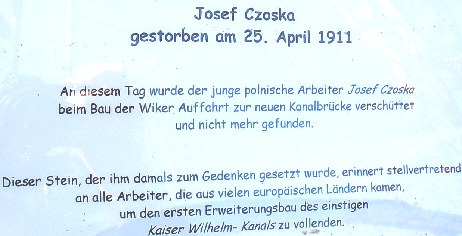 Josef Czoska
gestorben am 25. April 1911
An diesem Tag wurde der junge polnische Arbeiter Josef Czoska
beim Bau der Wiker Auffahrt zur neuen Kanalbrücke verschüttet
und nicht mehr gefunden.
Dieser Stein, der ihm damals zum Gedenken gesetzt wurde, erinnert stellvertretend
an alle Arbeiter, die aus vielen europäischen Ländern kamen,
um den ersten Erweiterungsbau des einstigen
Kaiser Wilhelm- Kanals zu vollenden.